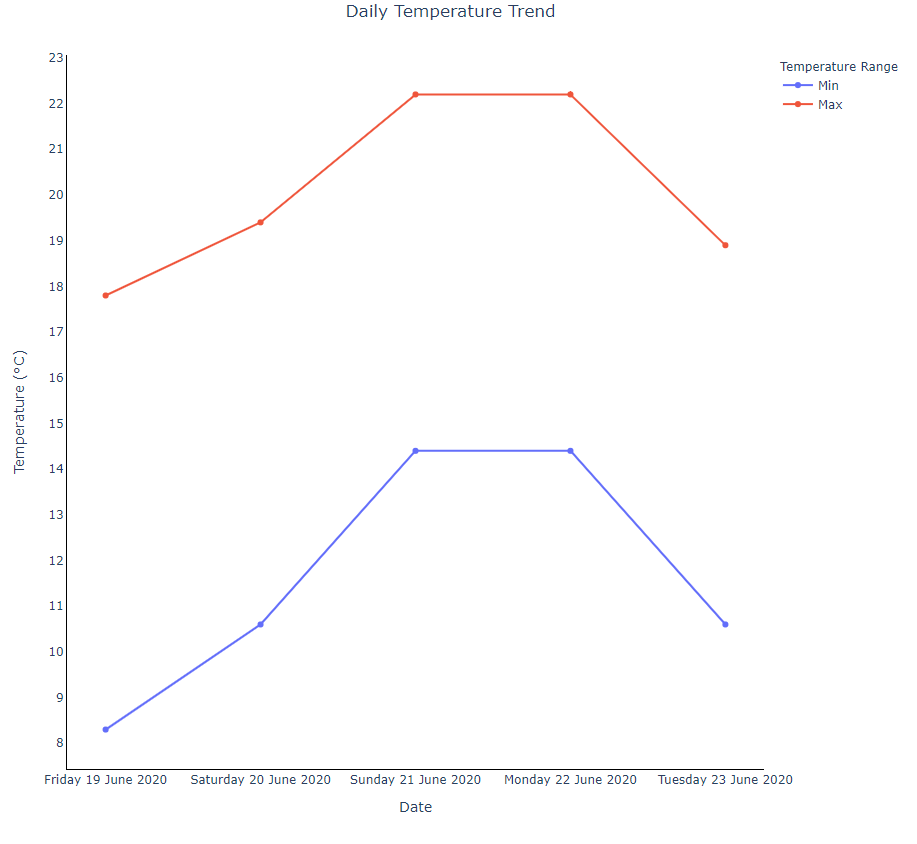 Daily Temperature Trend
Temperature Range
Min
Max
23
22
21
20
19
18
17
16
15
14
13
12
11
10
9
8
Temperature (°C)
Friday 19 June 2020
Saturday 20 June 2020
Sunday 21 June 2020
Monday 22 June 2020
Tuesday 23 June 2020
Date